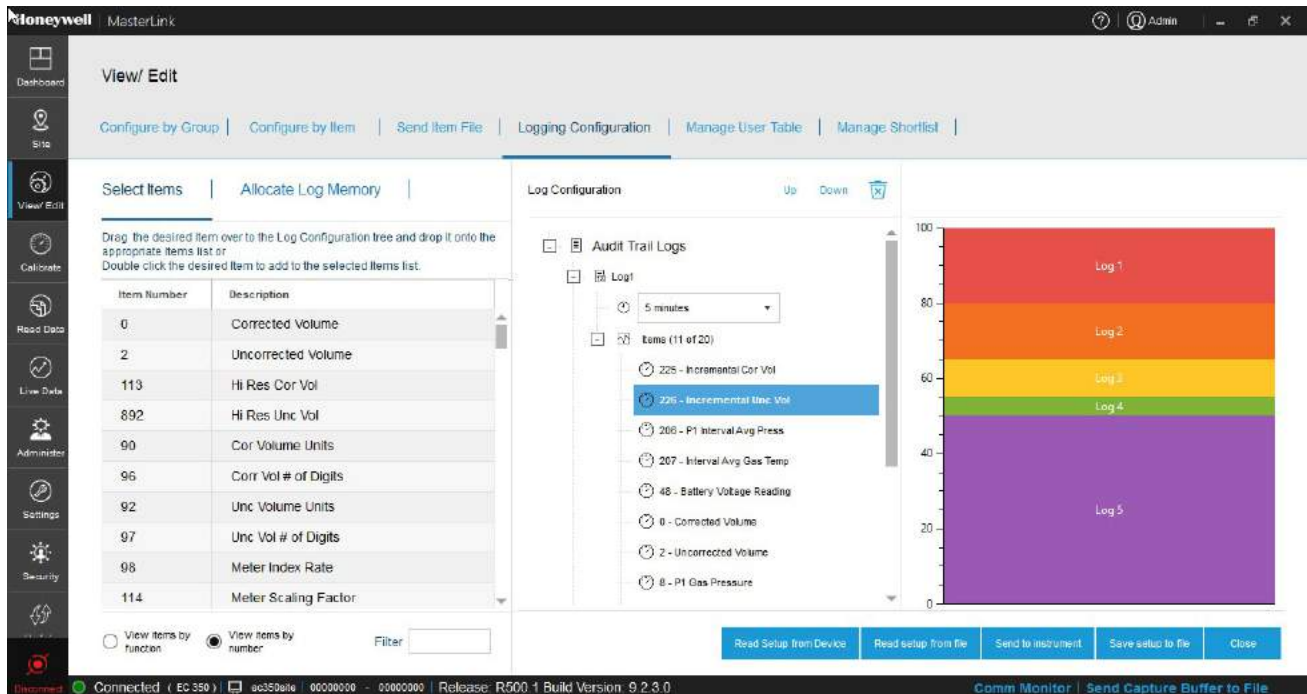 Honeywell | MasterLink
Admin
Dashboard
Site
View/ Edit
Calibrate
Read Data
Live Data
Administer
Settings
Security
Disconnect
View/ Edit
Configure by Group | Configure by Item | Send Item File | Logging Configuration | Manage User Table | Manage Shortlist |
Select Items | Allocate Log Memory |
Drag the desired item over to the Log Configuration tree and drop it onto the
appropriate items list or
Double click the desired item to add to the selected items list.
Item Number Description
0 Corrected Volume
2 Uncorrected Volume
113 Hi Res Cor Vol
892 Hi Res Unc Vol
90 Cor Volume Units
96 Corr Vol # of Digits
92 Unc Volume Units
97 Unc Vol # of Digits
98 Meter Index Rate
114 Meter Scaling Factor
View items by
function
View items by
number
Filter
Log Configuration Up Down
Audit Trail Logs
Log1
5 minutes
Items (11 of 20)
225 - Incremental Cor Vol
226 - Incremental Unc Vol
206 - P1 Interval Avg Press
207 - Interval Avg Gas Temp
48 - Battery Voltage Reading
0 - Corrected Volume
2 - Uncorrected Volume
8 - P1 Gas Pressure
100
80
60
40
20
0
Log 1
Log 2
Log 3
Log 4
Log 5
Read Setup from Device Read setup from file Send to instrument Save setup to file Close
Connected ( EC 350 ) | ec350site | 00000000 - 00000000 | Release: R500.1 Build Version: 9.2.3.0
Comm Monitor | Send Capture Buffer to File